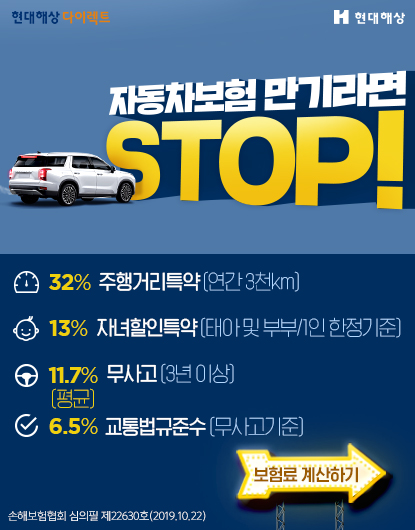 현대해상 다이렉트
현대해상
자동차보험 만기라면
STOP!
32% 주행거리특약 (연간 3천km)
13% 자녀할인특약 (태아 및 부부/1인 한정기준)
11.7% 무사고 (3년 이상)
(평균)
6.5% 교통법규준수 (무사고기준)
보험료 계산하기
손해보험협회 심의필 제22630호(2019.10.22)